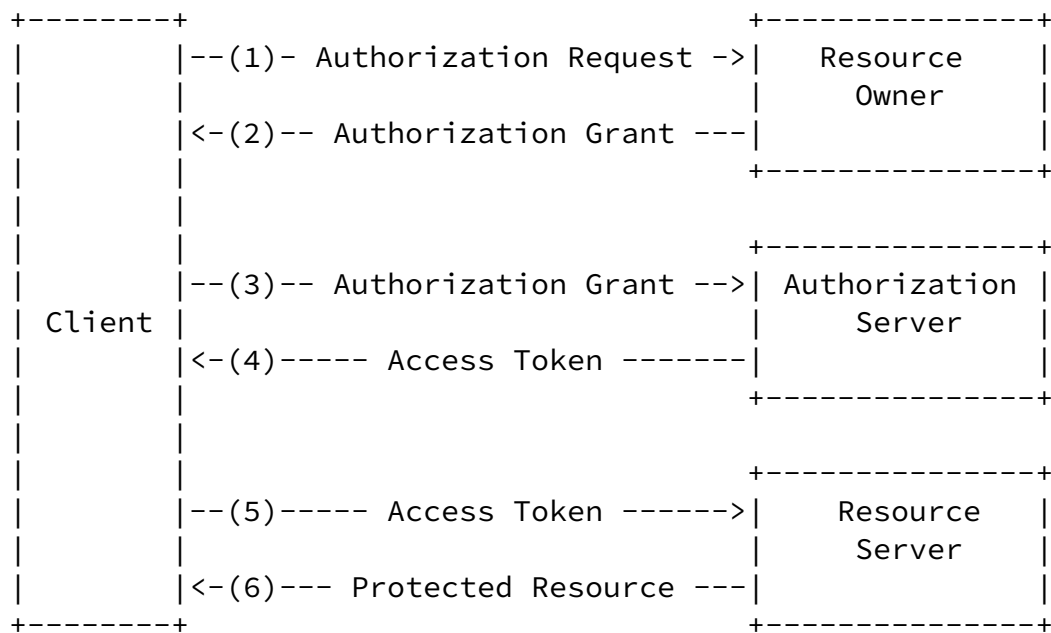 +--------+                               +---------------+
|        |--(1)- Authorization Request ->|   Resource    |
|        |                               |     Owner     |
|        |<-(2)-- Authorization Grant ---|               |
|        |                               +---------------+
|        |
|        |                               +---------------+
|        |--(3)-- Authorization Grant -->| Authorization |
| Client |                               |     Server    |
|        |<-(4)----- Access Token -------|               |
|        |                               +---------------+
|        |
|        |                               +---------------+
|        |--(5)----- Access Token ------>|    Resource   |
|        |                               |     Server    |
|        |<-(6)--- Protected Resource ---|               |
+--------+                               +---------------+